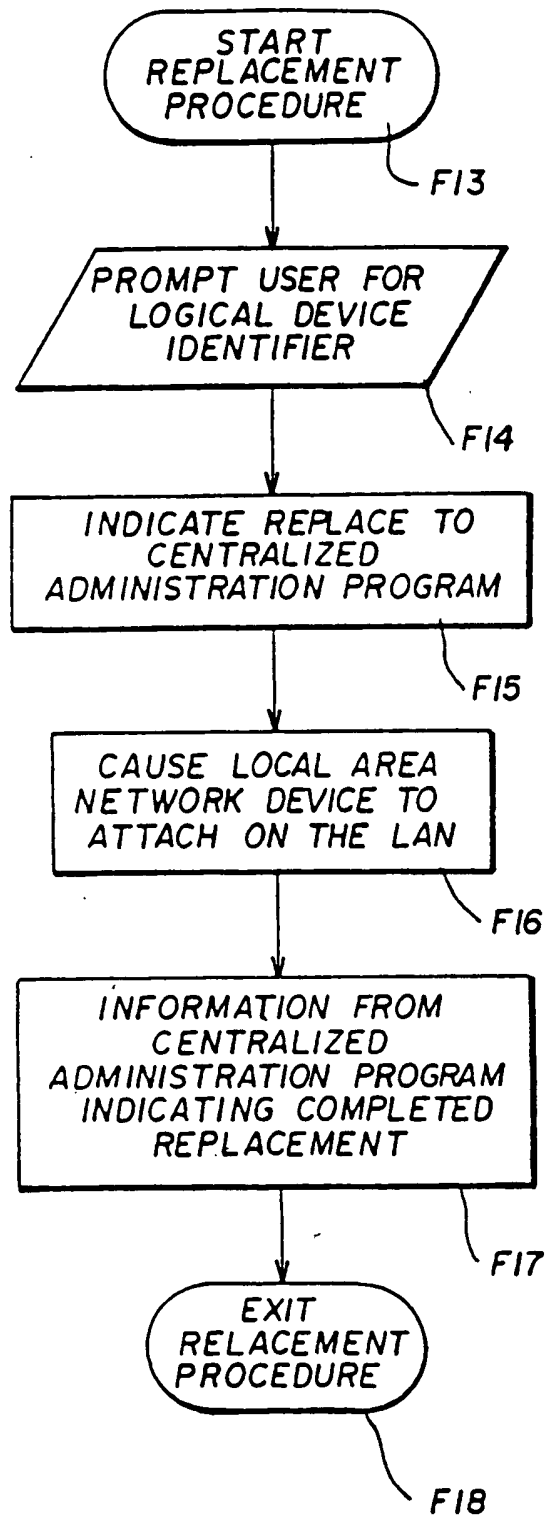 START
REPLACEMENT
PROCEDURE
F13
PROMPT USER FOR
LOGICAL DEVICE
IDENTIFIER
F14
INDICATE REPLACE TO
CENTRALIZED
ADMINISTRATION PROGRAM
F15
CAUSE LOCAL AREA
NETWORK DEVICE TO
ATTACH ON THE LAN
F16
INFORMATION FROM
CENTRALIZED
ADMINISTRATION PROGRAM
INDICATING COMPLETED
REPLACEMENT
F17
EXIT
RELACEMENT
PROCEDURE
F18